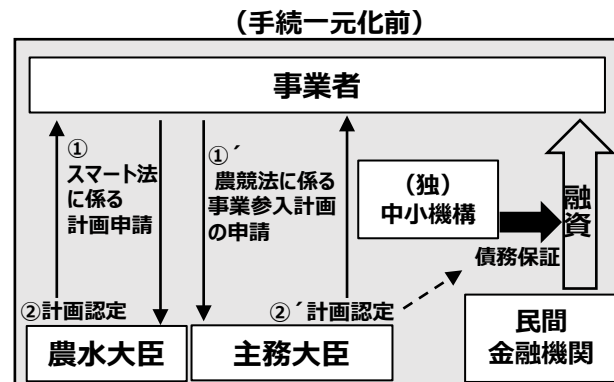 （手続一元化前）
事業者
①
スマート法
に係る
計画申請
①´
農競法に係る
事業参入計画
の申請
（独）
中小機構
融資
債務保証
②計画認定
②´計画認定
農水大臣
主務大臣
民間
金融機関